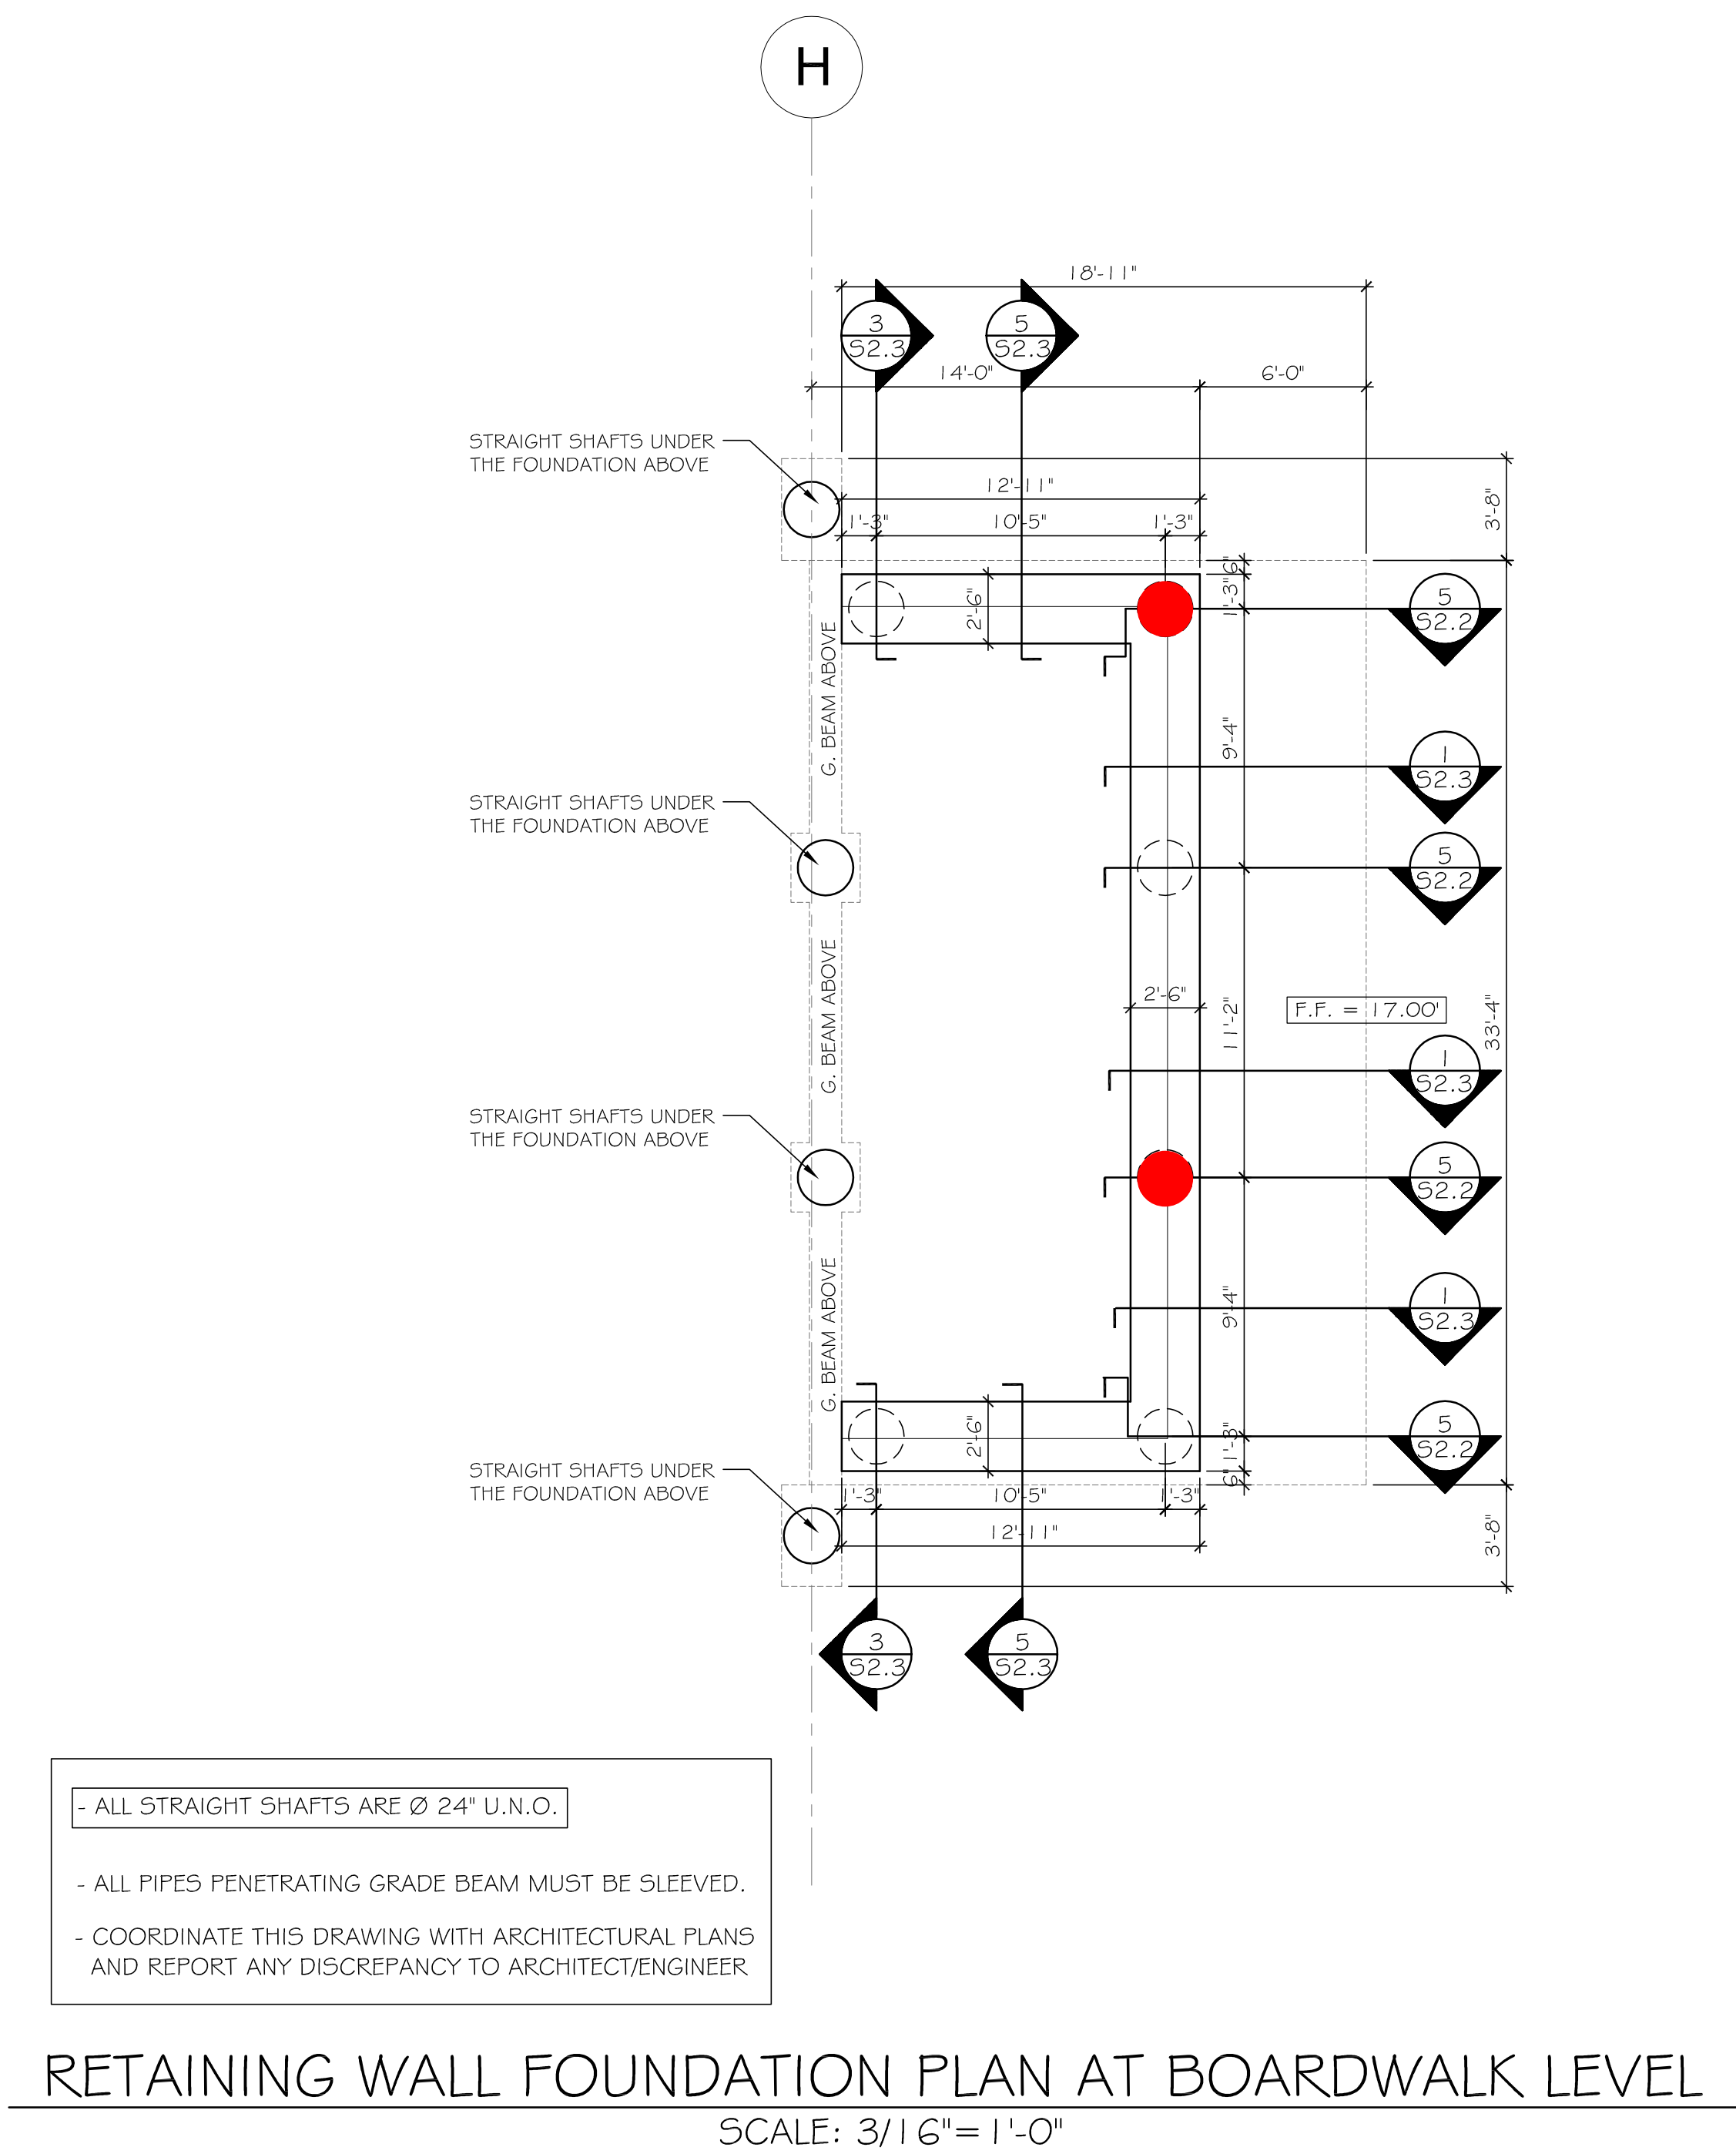 H
18'-11"
3
S2.3
5
S2.3
14'-0"
6'-0"
STRAIGHT SHAFTS UNDER
THE FOUNDATION ABOVE
12'-11"
3'-8"
1'-3"
10'-5"
1'-3"
6"
1'-3"
2'-6"
5
S2.2
G. BEAM ABOVE
9'-4"
1
S2.3
STRAIGHT SHAFTS UNDER
THE FOUNDATION ABOVE
5
S2.2
G. BEAM ABOVE
2'-6"
11'-2"
F.F. = 17.00'
33'-4"
1
S2.3
STRAIGHT SHAFTS UNDER
THE FOUNDATION ABOVE
5
S2.2
G. BEAM ABOVE
9'-4"
1
S2.3
2'-6"
1'-3"
6"
5
S2.2
STRAIGHT SHAFTS UNDER
THE FOUNDATION ABOVE
1'-3"
10'-5"
1'-3"
12'-11"
3'-8"
3
S2.3
5
S2.3
- ALL STRAIGHT SHAFTS ARE Ø 24" U.N.O.
- ALL PIPES PENETRATING GRADE BEAM MUST BE SLEEVED.
- COORDINATE THIS DRAWING WITH ARCHITECTURAL PLANS
AND REPORT ANY DISCREPANCY TO ARCHITECT/ENGINEER
RETAINING WALL FOUNDATION PLAN AT BOARDWALK LEVEL
SCALE: 3/16"=1'-0"